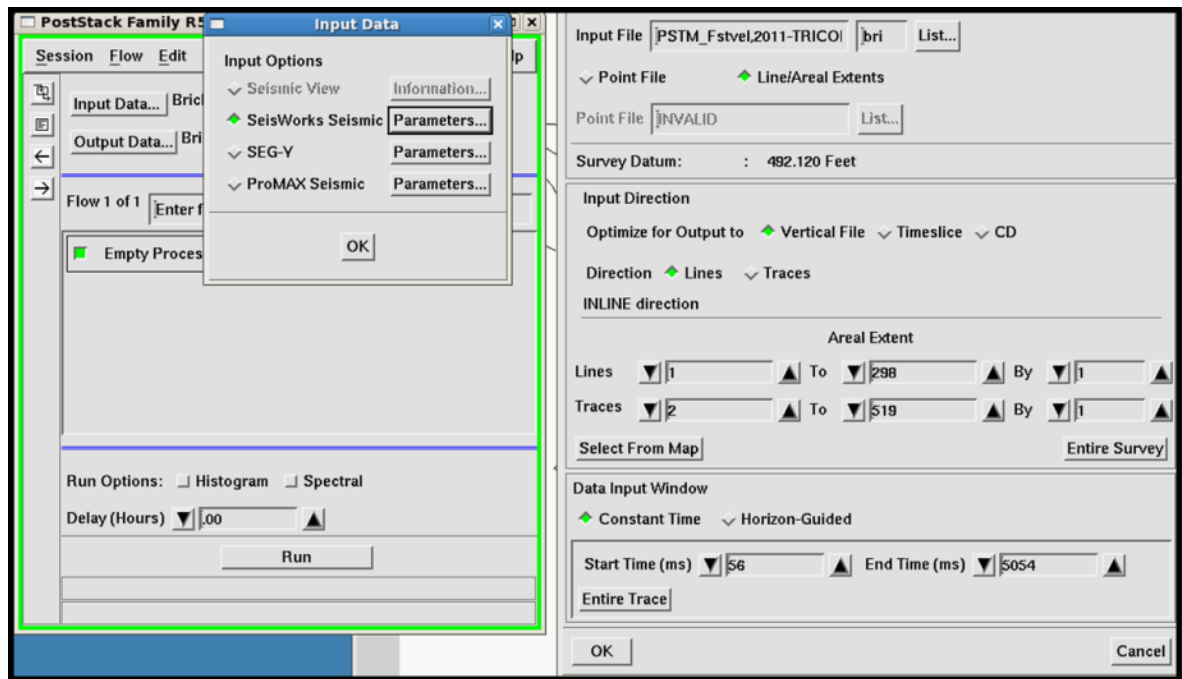 PostStack Family R5
Session Flow Edit
lp
Input Data... Bric
Output Data... Bri
Flow 1 of 1 Enter f
Empty Proces
Run Options: Histogram Spectral
Delay (Hours) .00
Run
Input Data
Input Options
Seismic View Information...
SeisWorks Seismic Parameters...
SEG-Y Parameters...
ProMAX Seismic Parameters...
OK
Input File PSTM_Fstvel,2011-TRICO bri List...
Point File Line/Areal Extents
Point File INVALID List...
Survey Datum: : 492.120 Feet
Input Direction
Optimize for Output to Vertical File Timeslice CD
Direction Lines Traces
INLINE direction
Areal Extent
Lines 1 To 298 By 1
Traces 2 To 519 By 1
Select From Map Entire Survey
Data Input Window
Constant Time Horizon-Guided
Start Time (ms) 56 End Time (ms) 5054
Entire Trace
OK Cancel